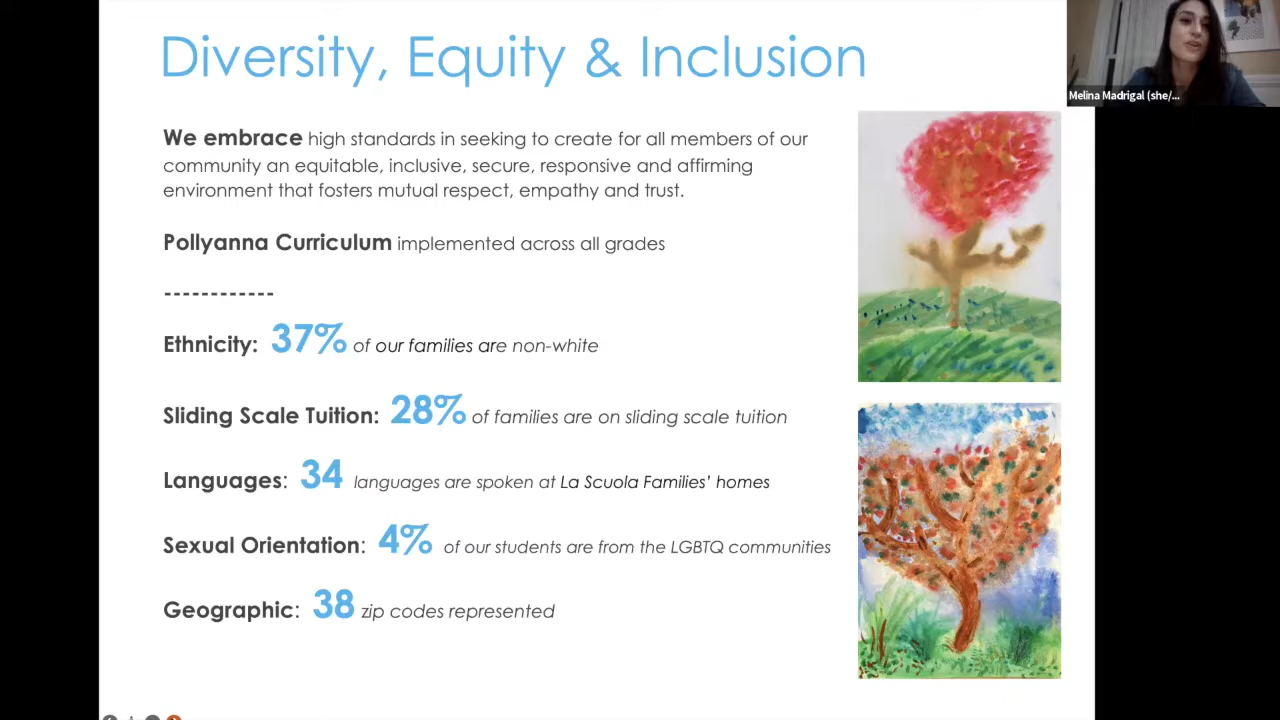 Diversity, Equity & Inclusion
Melina Madrigal (she/...
We embrace high standards in seeking to create for all members of our
community an equitable, inclusive, secure, responsive and affirming
environment that fosters mutual respect, empathy and trust.
Pollyanna Curriculum implemented across all grades
------------
Ethnicity: 37% of our families are non-white
Sliding Scale Tuition: 28% of families are on sliding scale tuition
Languages: 34 languages are spoken at La Scuola Families’ homes
Sexual Orientation: 4% of our students are from the LGBTQ communities
Geographic: 38 zip codes represented